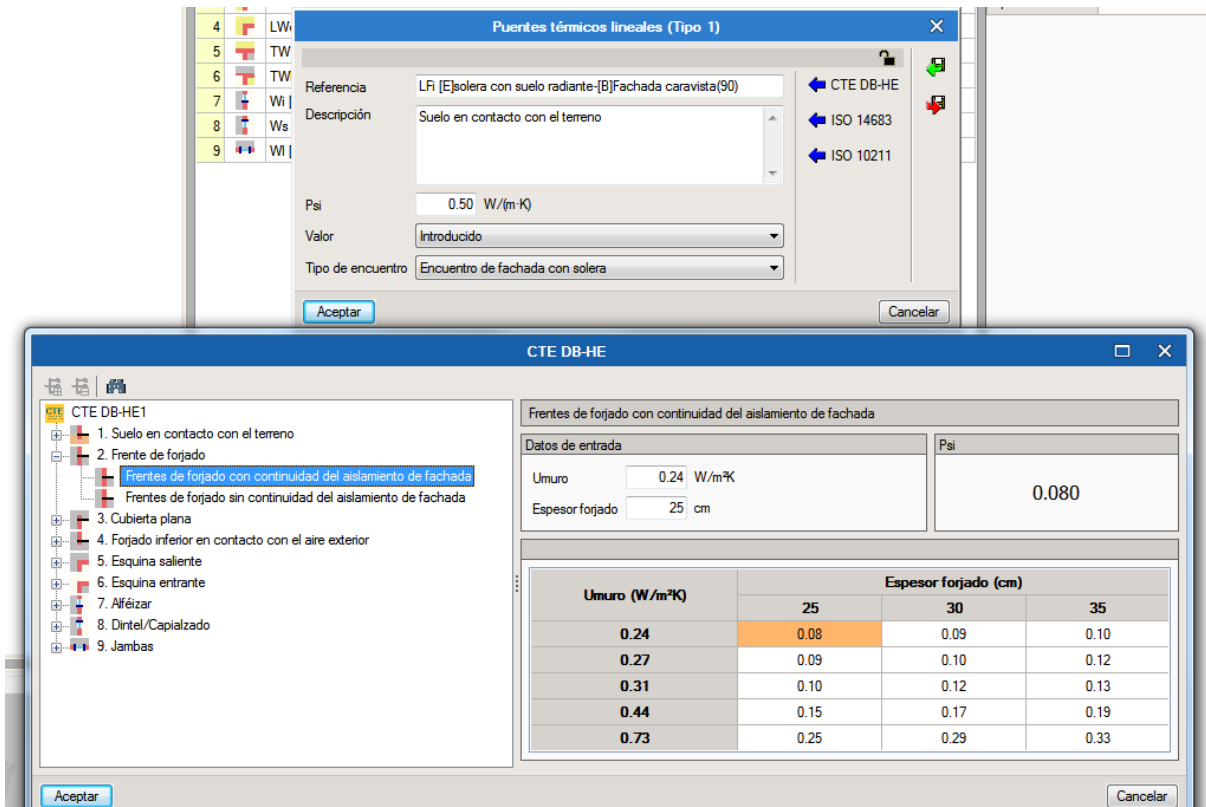 4 LW
5 TW
6 TW
7 Wi [
8 Ws
9 WI [
Puentes térmicos lineales (Tipo 1)
Referencia LFi [E]solera con suelo radiante-[B]Fachada caravista(90)
CTE DB-HE
Descripción Suelo en contacto con el terreno
ISO 14683
ISO 10211
Psi 0.50 W/(m·K)
Valor Introducido
Tipo de encuentro Encuentro de fachada con solera
Aceptar Cancelar
CTE DB-HE
CTE CTE DB-HE1
1. Suelo en contacto con el terreno
2. Frente de forjado
Frentes de forjado con continuidad del aislamiento de fachada
Frentes de forjado sin continuidad del aislamiento de fachada
3. Cubierta plana
4. Forjado inferior en contacto con el aire exterior
5. Esquina saliente
6. Esquina entrante
7. Alféizar
8. Dintel/Capialzado
9. Jambas
Frentes de forjado con continuidad del aislamiento de fachada
Datos de entrada
Umuro 0.24 W/m²K
Espesor forjado 25 cm
Psi
0.080
Umuro (W/m²K) Espesor forjado (cm)
25 30 35
0.24 0.08 0.09 0.10
0.27 0.09 0.10 0.12
0.31 0.10 0.12 0.13
0.44 0.15 0.17 0.19
0.73 0.25 0.29 0.33
Aceptar Cancelar